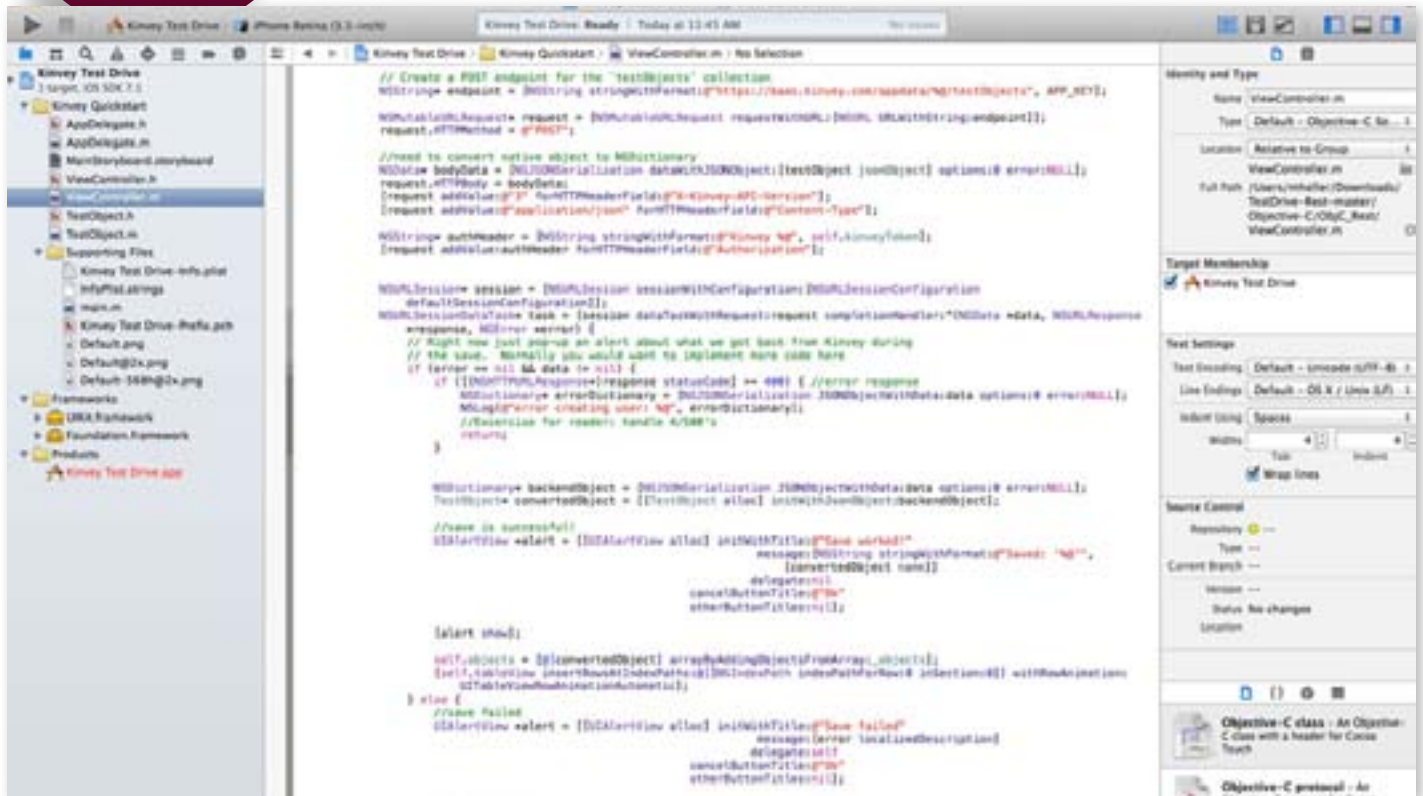 Kinvey Test Drive
iPhone Retina (3.5-inch)
Kinvey Test Drive: Ready | Today at 11:45 AM
No Issues
Kinvey Test Drive
Kinvey Quickstart
ViewController.m
No Selection
Kinvey Test Drive
1 target, iOS SDK 7.1
Kinvey Quickstart
AppDelegate.h
AppDelegate.m
MainStoryboard.storyboard
ViewController.h
ViewController.m
TestObject.h
TestObject.m
Supporting Files
Kinvey Test Drive-Info.plist
InfoPlist.strings
main.m
Kinvey Test Drive-Prefix.pch
Default.png
Default@2x.png
Default-568h@2x.png
Frameworks
UIKit.framework
Foundation.framework
Products
Kinvey Test Drive.app
// Create a POST endpoint for the 'testObjects' collection
NSString* endpoint = [NSString stringWithFormat:@"https://baas.kinvey.com/appdata/%@/testObjects", APP_KEY];
NSMutableURLRequest* request = [NSMutableURLRequest requestWithURL:[NSURL URLWithString:endpoint]];
request.HTTPMethod = @"POST";
//need to convert native object to NSDictionary
NSData* bodyData = [NSJSONSerialization dataWithJSONObject:[testObject jsonObject] options:0 error:NULL];
request.HTTPBody = bodyData;
[request addValue:@"3" forHTTPHeaderField:@"X-Kinvey-API-Version"];
[request addValue:@"application/json" forHTTPHeaderField:@"Content-Type"];
NSString* authHeader = [NSString stringWithFormat:@"Kinvey %@", self.kinveyToken];
[request addValue:authHeader forHTTPHeaderField:@"Authorization"];
NSURLSession* session = [NSURLSession sessionWithConfiguration:[NSURLSessionConfiguration
defaultSessionConfiguration]];
NSURLSessionDataTask* task = [session dataTaskWithRequest:request completionHandler:^(NSData *data, NSURLResponse
*response, NSError *error) {
// Right now just pop-up an alert about what we got back from Kinvey during
// the save. Normally you would want to implement more code here
if (error == nil && data != nil) {
if ([(NSHTTPURLResponse*)response statusCode] >= 400) { //error response
NSDictionary* errorDictionary = [NSJSONSerialization JSONObjectWithData:data options:0 error:NULL];
NSLog(@"error creating user: %@", errorDictionary);
//Excercise for reader: handle 4/500's
return;
}
NSDictionary* backendObject = [NSJSONSerialization JSONObjectWithData:data options:0 error:NULL];
TestObject* convertedObject = [[TestObject alloc] initWithJsonObject:backendObject];
//save is successful!
UIAlertView *alert = [[UIAlertView alloc] initWithTitle:@"Save worked!"
message:[NSString stringWithFormat:@"Saved: '%@'",
[convertedObject name]]
delegate:nil
cancelButtonTitle:@"Ok"
otherButtonTitles:nil];
[alert show];
self.objects = [@[convertedObject] arrayByAddingObjectsFromArray:_objects];
[self.tableView insertRowsAtIndexPaths:@[[NSIndexPath indexPathForRow:0 inSection:0]] withRowAnimation:
UITableViewRowAnimationAutomatic];
} else {
//save failed
UIAlertView *alert = [[UIAlertView alloc] initWithTitle:@"Save failed"
message:[error localizedDescription]
delegate:self
cancelButtonTitle:@"Ok"
otherButtonTitles:nil];
Identity and Type
Name ViewController.m
Type Default - Objective-C So...
Location Relative to Group
ViewController.m
Full Path /Users/mheller/Downloads/
TestDrive-Rest-master/
Objective-C/ObjC_Rest/
ViewController.m
Target Membership
Kinvey Test Drive
Text Settings
Text Encoding Default - Unicode (UTF-8)
Line Endings Default - OS X / Unix (LF)
Indent Using Spaces
Widths 4 4
Tab Indent
Wrap lines
Source Control
Repository --
Type --
Current Branch --
Version --
Status No changes
Location
Objective-C class - An Objective-
C class with a header for Cocoa
Touch
Objective-C protocol - An